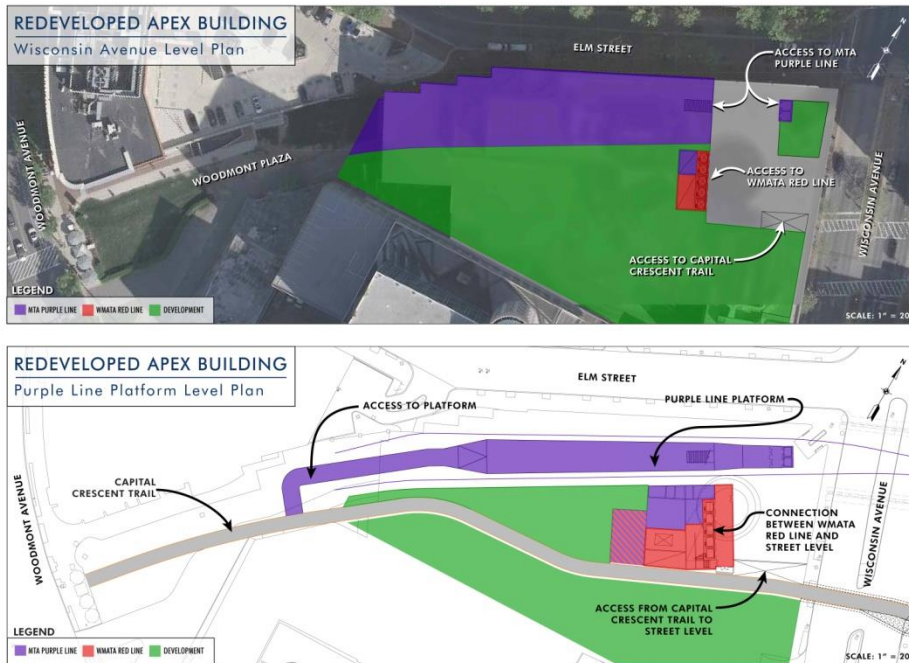 REDEVELOPED APEX BUILDING
Wisconsin Avenue Level Plan
ELM STREET
N
ACCESS TO MTA
PURPLE LINE
WOODMONT AVENUE
WOODMONT PLAZA
ACCESS TO
WMATA RED LINE
WISCONSIN AVENUE
ACCESS TO CAPITAL
CRESCENT TRAIL
LEGEND
MTA PURPLE LINE
WMATA RED LINE
DEVELOPMENT
SCALE: 1" = 20
REDEVELOPED APEX BUILDING
Purple Line Platform Level Plan
ELM STREET
N
ACCESS TO PLATFORM
PURPLE LINE PLATFORM
CAPITAL
CRESCENT TRAIL
WOODMONT AVENUE
CONNECTION
BETWEEN WMATA
RED LINE AND
STREET LEVEL
WISCONSIN AVENUE
ACCESS FROM CAPITAL
CRESCENT TRAIL TO
STREET LEVEL
LEGEND
MTA PURPLE LINE
WMATA RED LINE
DEVELOPMENT
SCALE: 1" = 20